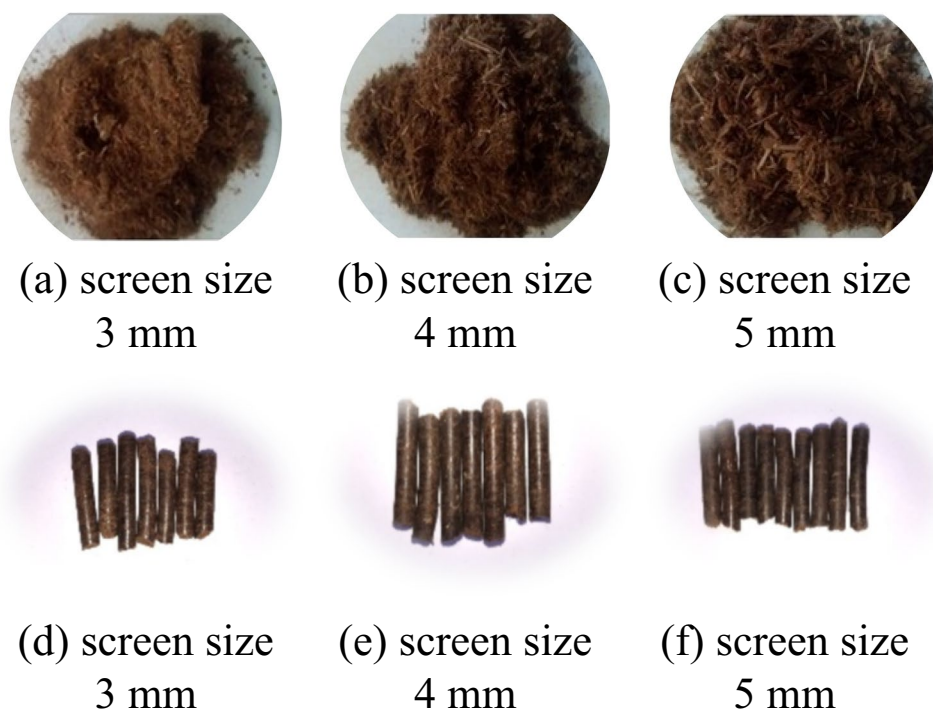 (a) screen size
3 mm
(b) screen size
4 mm
(c) screen size
5 mm
(d) screen size
3 mm
(e) screen size
4 mm
(f) screen size
5 mm